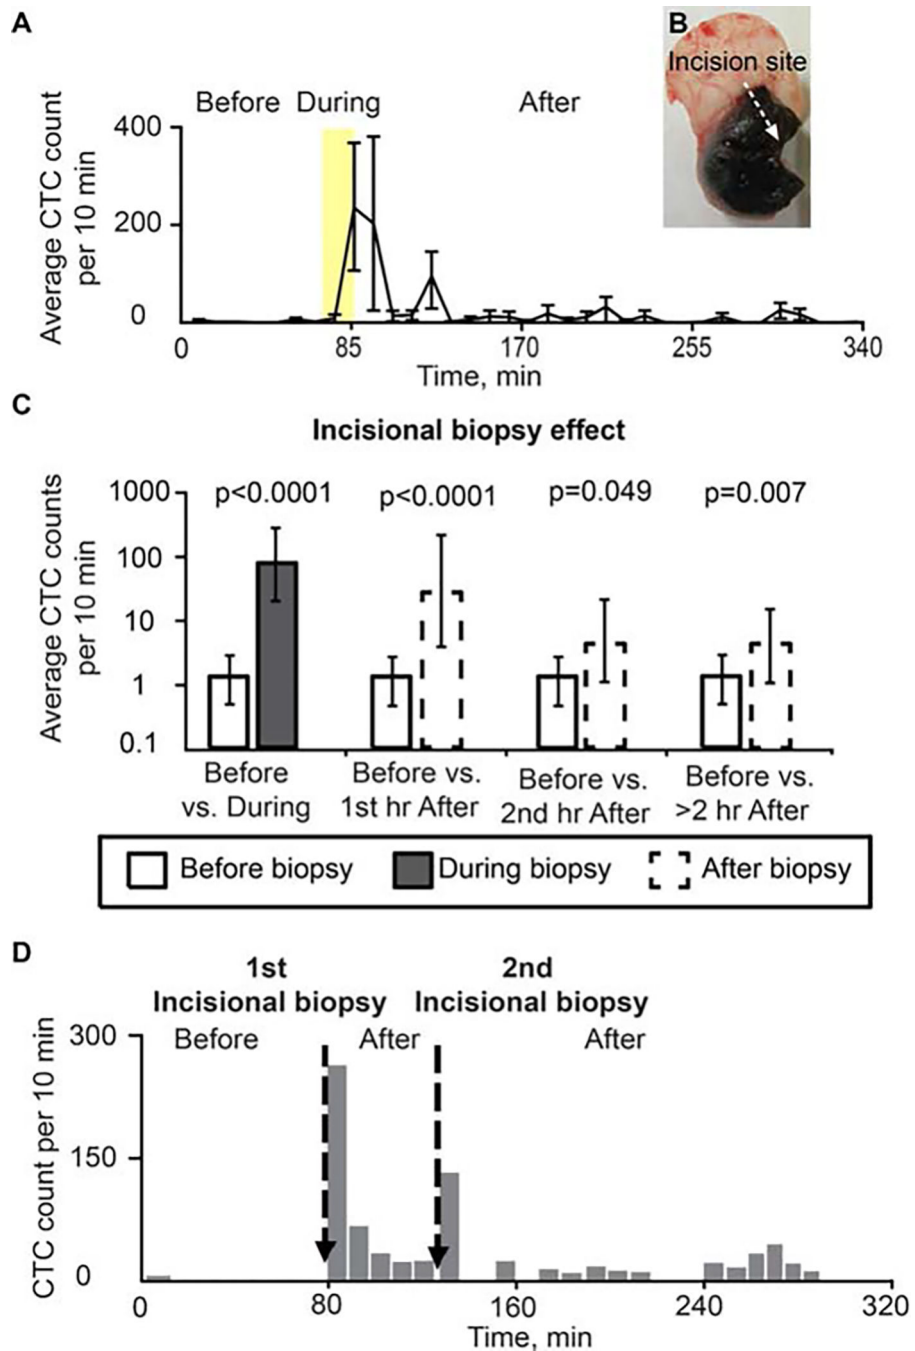 A
B
Incision site
Before During After
Average CTC count
per 10 min
400
200
0
0 85 170 255 340
Time, min
C
Incisional biopsy effect
Average CTC counts
per 10 min
1000
100
10
1
0.1
p<0.0001 p<0.0001 p=0.049 p=0.007
Before
vs. During
Before vs.
1st hr After
Before vs.
2nd hr After
Before vs.
>2 hr After
Before biopsy During biopsy After biopsy
D
1st
Incisional biopsy
2nd
Incisional biopsy
Before After After
CTC count per 10 min
300
150
0
0 80 160 240 320
Time, min